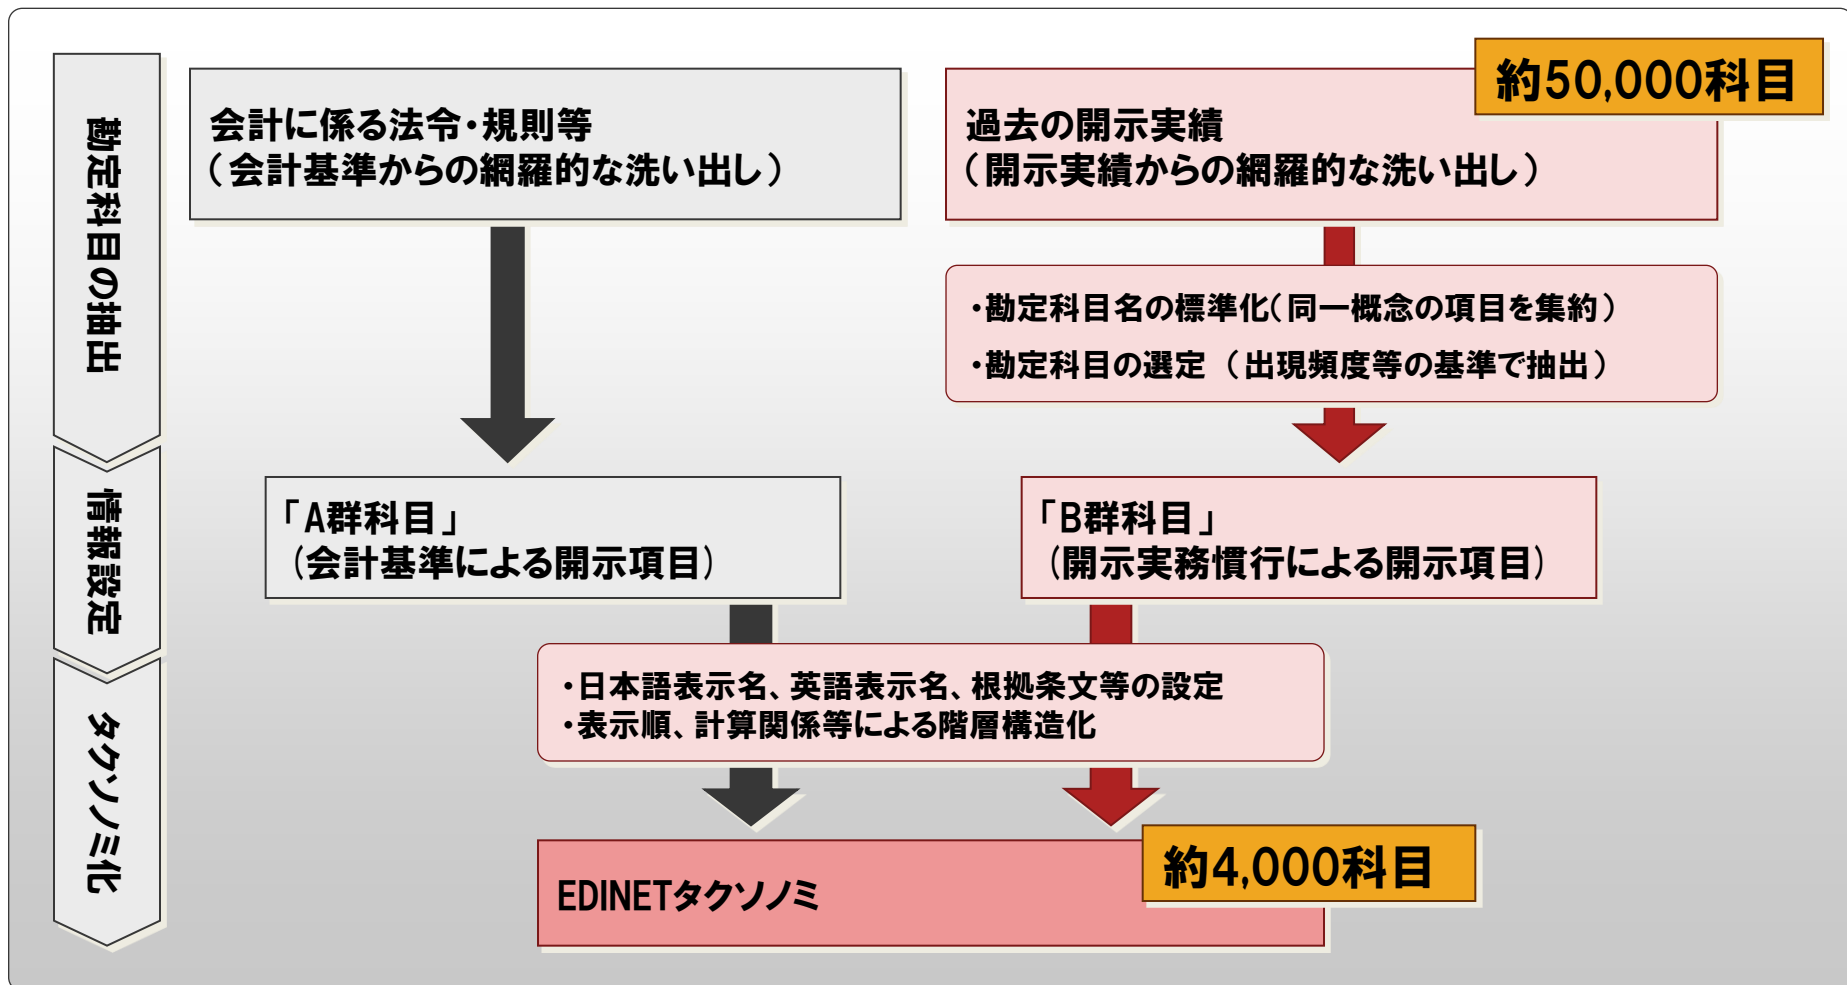 勘定科目の抽出
情報設定
タクソノミ化
会計に係る法令・規則等
（会計基準からの網羅的な洗い出し）
約50,000科目
過去の開示実績
（開示実績からの網羅的な洗い出し）
・勘定科目名の標準化（同一概念の項目を集約）
・勘定科目の選定 （出現頻度等の基準で抽出）
「A群科目」
（会計基準による開示項目）
「B群科目」
（開示実務慣行による開示項目）
・日本語表示名、英語表示名、根拠条文等の設定
・表示順、計算関係等による階層構造化
約4,000科目
EDINETタクソノミ